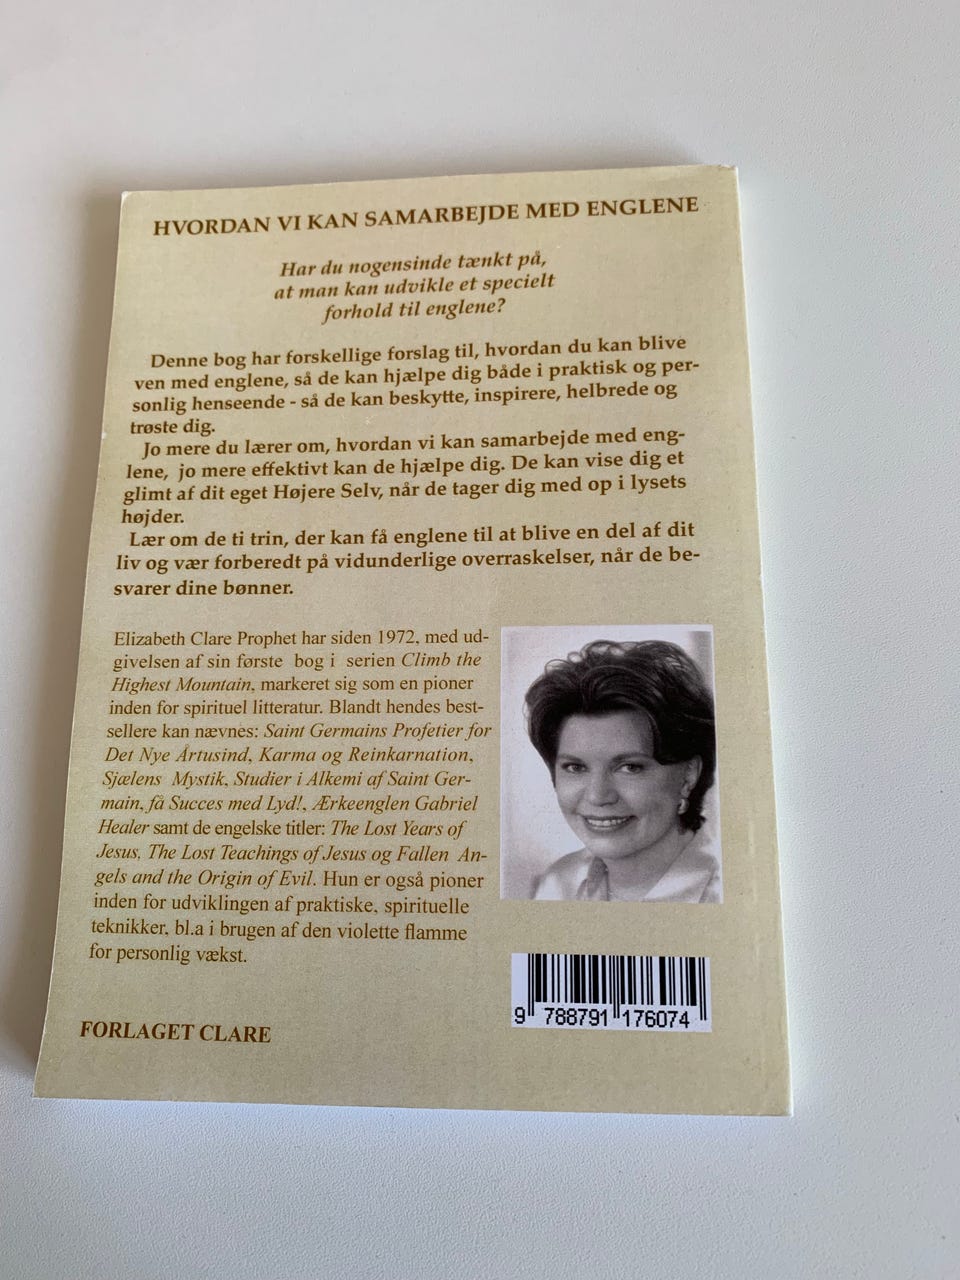 HVORDAN VI KAN SAMARBEJDE MED ENGLENE
Har du nogensinde tænkt på,
at man kan udvikle et specielt
forhold til englene?
Denne bog har forskellige forslag til, hvordan du kan blive
ven med englene, så de kan hjælpe dig både i praktisk og per-
sonlig henseende - så de kan beskytte, inspirere, helbrede og
trøste dig.
Jo mere du lærer om, hvordan vi kan samarbejde med eng-
lene, jo mere effektivt kan de hjælpe dig. De kan vise dig et
glimt af dit eget Højere Selv, når de tager dig med op i lysets
højder.
Lær om de ti trin, der kan få englene til at blive en del af dit
liv og vær forberedt på vidunderlige overraskelser, når de be-
svarer dine bønner.
Elizabeth Clare Prophet har siden 1972, med ud-
givelsen af sin første bog i serien Climb the
Highest Mountain, markeret sig som en pioner
inden for spirituel litteratur. Blandt hendes best-
sellere kan nævnes: Saint Germains Profetier for
Det Nye Årtusind, Karma og Reinkarnation,
Sjælens Mystik, Studier i Alkemi af Saint Ger-
main, få Succes med Lyd!, Ærkeenglen Gabriel
Healer samt de engelske titler: The Lost Years of
Jesus, The Lost Teachings of Jesus og Fallen An-
gels and the Origin of Evil. Hun er også pioner
inden for udviklingen af praktiske, spirituelle
teknikker, bl.a i brugen af den violette flamme
for personlig vækst.
FORLAGET CLARE
9 788791 176074